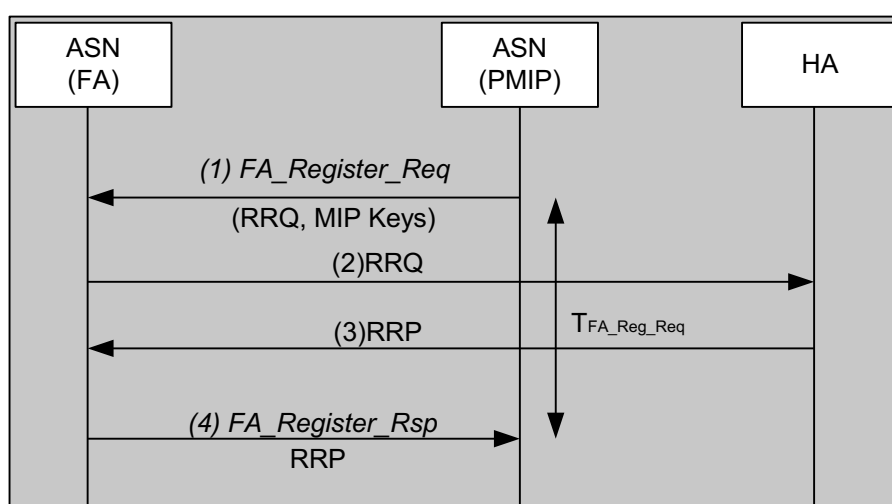 ASN
(FA)
ASN
(PMIP)
HA
(1) FA_Register_Req
(RRQ, MIP Keys)
(2)RRQ
(3)RRP
TFA_Reg_Req
(4) FA_Register_Rsp
RRP